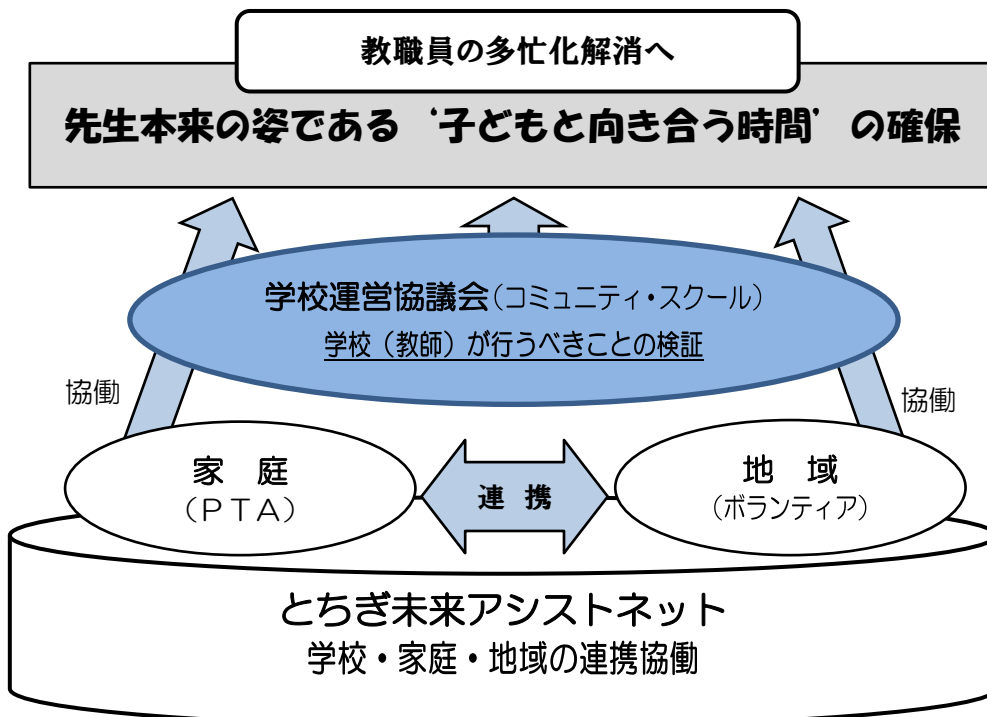 教職員の多忙化解消へ
先生本来の姿である‘子どもと向き合う時間’の確保
学校運営協議会(コミュニティ・スクール)
学校(教師)が行うべきことの検証
協働
協働
家 庭
(PTA)
連 携
地 域
(ボランティア)
とちぎ未来アシストネット
学校・家庭・地域の連携協働